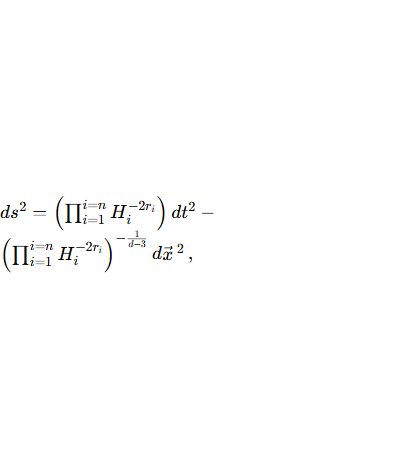 $ds^2 = \left(\prod_{i=1}^{i=n} H_i^{-2r_i}\right) dt^2 -$
$\left(\prod_{i=1}^{i=n} H_i^{-2r_i}\right)^{-\frac{1}{d-3}} d\vec{x}^{\,2}\,,$